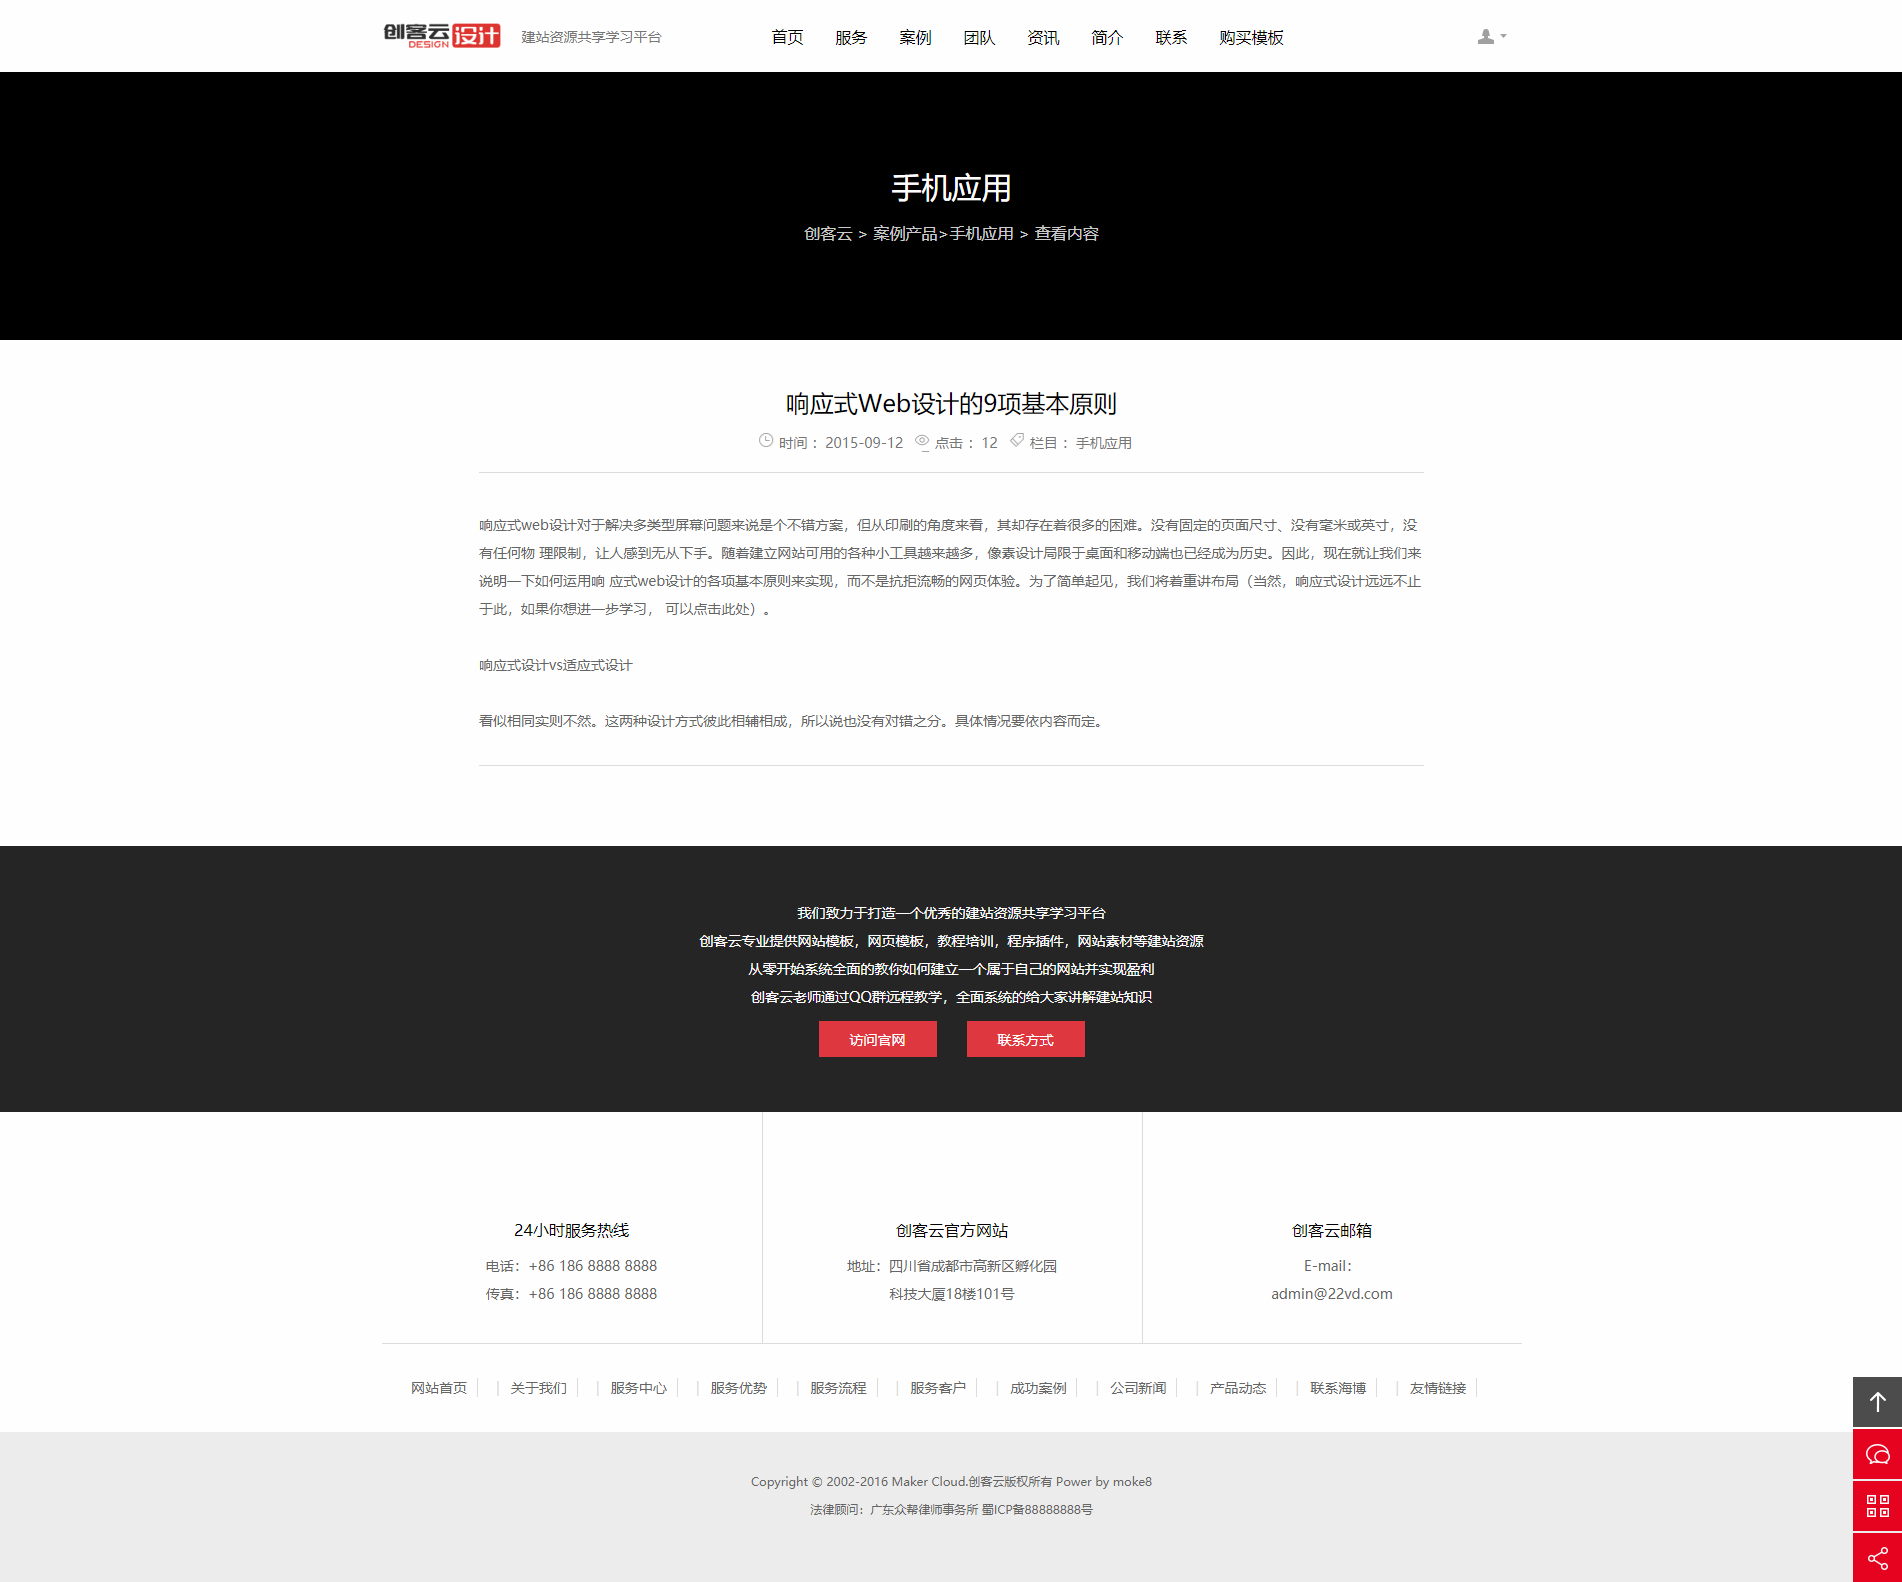 创客云设计 DESIGN 建站资源共享学习平台 首页 服务 案例 团队 资讯 简介 联系 购买模板
手机应用
创客云 > 案例产品>手机应用 > 查看内容
响应式Web设计的9项基本原则
时间： 2015-09-12 点击： 12 栏目： 手机应用
响应式web设计对于解决多类型屏幕问题来说是个不错方案，但从印刷的角度来看，其却存在着很多的困难。没有固定的页面尺寸、没有毫米或英寸，没
有任何物 理限制，让人感到无从下手。随着建立网站可用的各种小工具越来越多，像素设计局限于桌面和移动端也已经成为历史。因此，现在就让我们来
说明一下如何运用响 应式web设计的各项基本原则来实现，而不是抗拒流畅的网页体验。为了简单起见，我们将着重讲布局（当然，响应式设计远远不止
于此，如果你想进一步学习， 可以点击此处）。
响应式设计vs适应式设计
看似相同实则不然。这两种设计方式彼此相辅相成，所以说也没有对错之分。具体情况要依内容而定。
我们致力于打造一个优秀的建站资源共享学习平台
创客云专业提供网站模板，网页模板，教程培训，程序插件，网站素材等建站资源
从零开始系统全面的教你如何建立一个属于自己的网站并实现盈利
创客云老师通过QQ群远程教学，全面系统的给大家讲解建站知识
访问官网 联系方式
24小时服务热线
电话：+86 186 8888 8888
传真：+86 186 8888 8888
创客云官方网站
地址：四川省成都市高新区孵化园
科技大厦18楼101号
创客云邮箱
E-mail：
admin@22vd.com
网站首页 | 关于我们 | 服务中心 | 服务优势 | 服务流程 | 服务客户 | 成功案例 | 公司新闻 | 产品动态 | 联系海博 | 友情链接
Copyright © 2002-2016 Maker Cloud.创客云版权所有 Power by moke8
法律顾问：广东众帮律师事务所 蜀ICP备88888888号